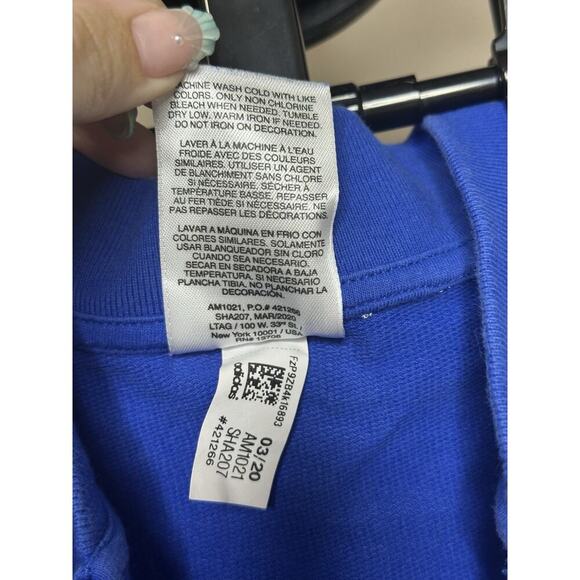 MACHINE WASH COLD WITH LIKE
COLORS. ONLY NON CHLORINE
BLEACH WHEN NEEDED. TUMBLE
DRY LOW. WARM IRON IF NEEDED.
DO NOT IRON ON DECORATION.
LAVER À LA MACHINE À L'EAU
FROIDE AVEC DES COULEURS
SIMILAIRES. UTILISER UN AGENT
DE BLANCHIMENT SANS CHLORE
SI NÉCESSAIRE. SÉCHER À
TEMPÉRATURE BASSE. REPASSER
AU FER TIÈDE SI NÉCESSAIRE. NE
PAS REPASSER LES DÉCORATIONS.
LAVAR A MÁQUINA EN FRIO CON
COLORES SIMILARES. SOLAMENTE
USAR BLANQUEADOR SIN CLORO
CUANDO SEA NECESARIO.
SECAR EN SECADORA A BAJA
TEMPERATURA. SI NECESARIO,
PLANCHA TIBIA. NO PLANCHAR LA
DECORACIÓN.
AM1021, P.O.# 421266
SHA207, MAR/2020
LTAG / 100 W. 33rd St. /
New York 10001 / USA
RN# 13706
adidas
FZP9ZB4K16893
03/20
AM1021
SHA207
#421266